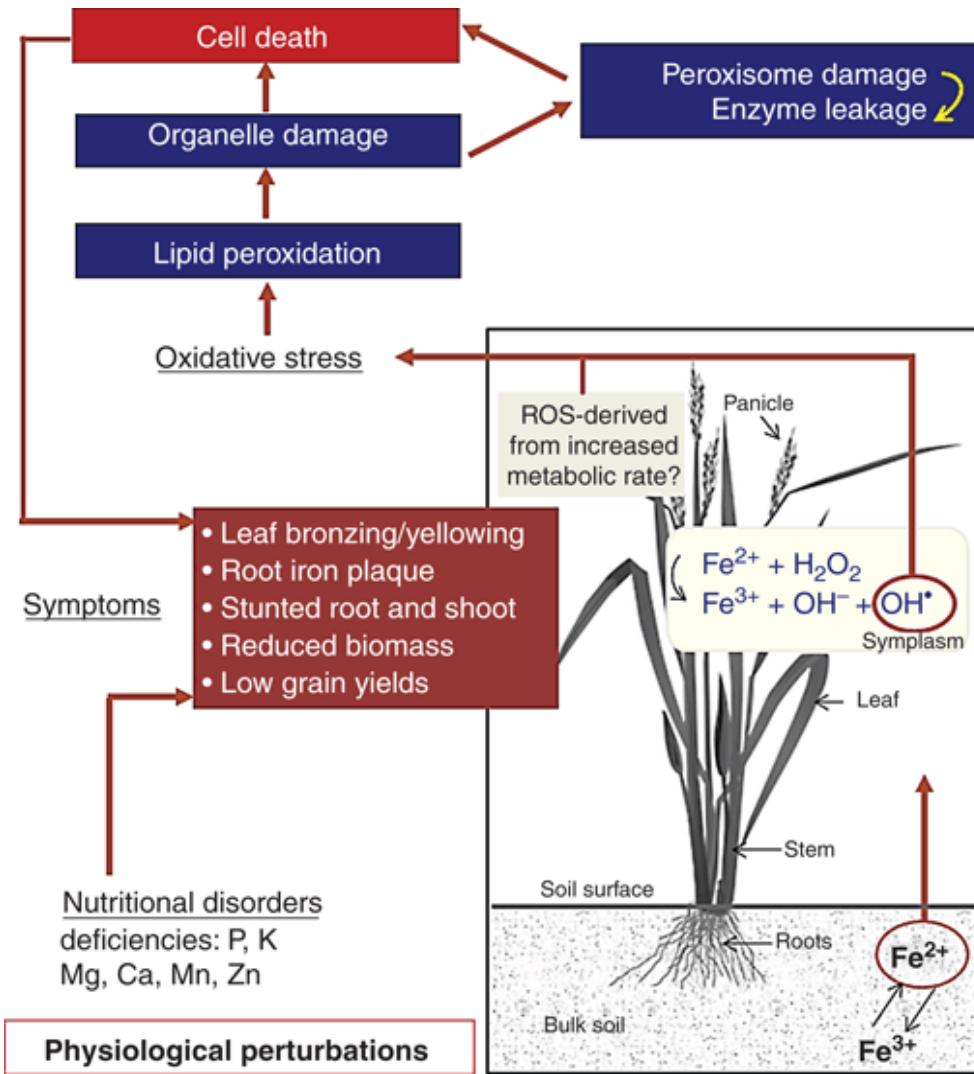 Cell death
Peroxisome damage
Enzyme leakage
Organelle damage
Lipid peroxidation
Oxidative stress
ROS-derived
from increased
metabolic rate?
Panicle
• Leaf bronzing/yellowing
• Root iron plaque
• Stunted root and shoot
• Reduced biomass
• Low grain yields
Symptoms
Fe²⁺ + H₂O₂
Fe³⁺ + OH⁻ + OH•
Symplasm
Leaf
Stem
Soil surface
Roots
Bulk soil
Fe²⁺
Fe³⁺
Nutritional disorders
deficiencies: P, K
Mg, Ca, Mn, Zn
Physiological perturbations